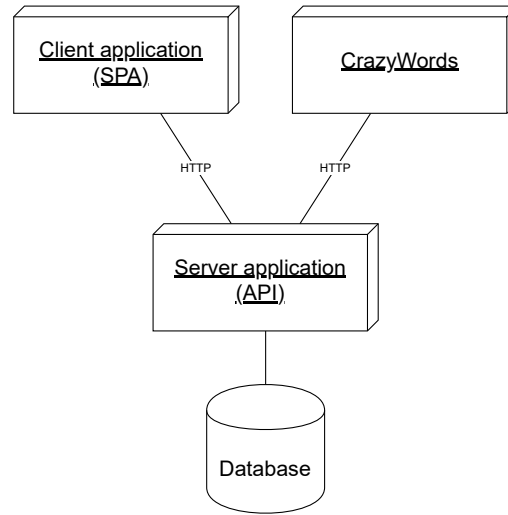 Client application
(SPA)
CrazyWords
HTTP
HTTP
Server application
(API)
Database